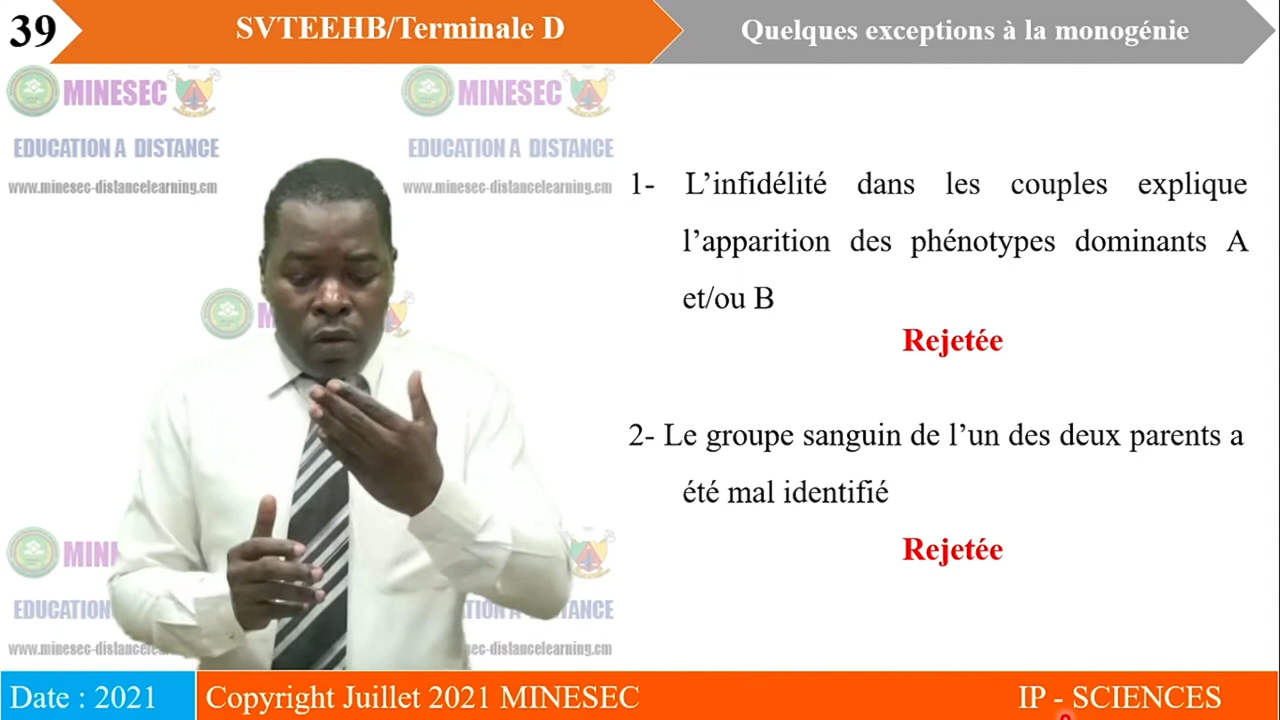 39
SVTEEHB/Terminale D
Quelques exceptions à la monogénie
MINESEC
MINESEC
EDUCATION A DISTANCE
EDUCATION A DISTANCE
www.minesec-distancelearning.cm
www.minesec-distancelearning.cm
1- L’infidélité dans les couples explique
l’apparition des phénotypes dominants A
et/ou B
Rejetée
2- Le groupe sanguin de l’un des deux parents a
été mal identifié
Rejetée
EDUCATION
Date : 2021
Copyright Juillet 2021 MINESEC
IP - SCIENCES